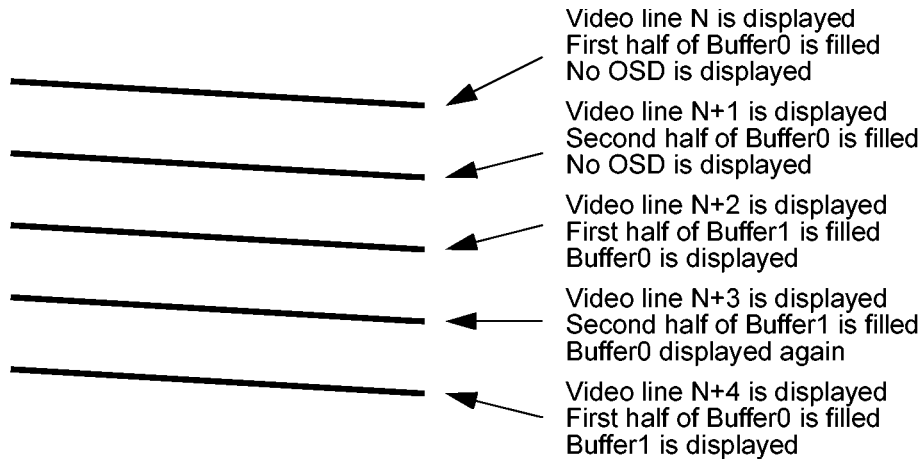 Video line N is displayed
First half of Buffer0 is filled
No OSD is displayed
Video line N+1 is displayed
Second half of Buffer0 is filled
No OSD is displayed
Video line N+2 is displayed
First half of Buffer1 is filled
Buffer0 is displayed
Video line N+3 is displayed
Second half of Buffer1 is filled
Buffer0 displayed again
Video line N+4 is displayed
First half of Buffer0 is filled
Buffer1 is displayed